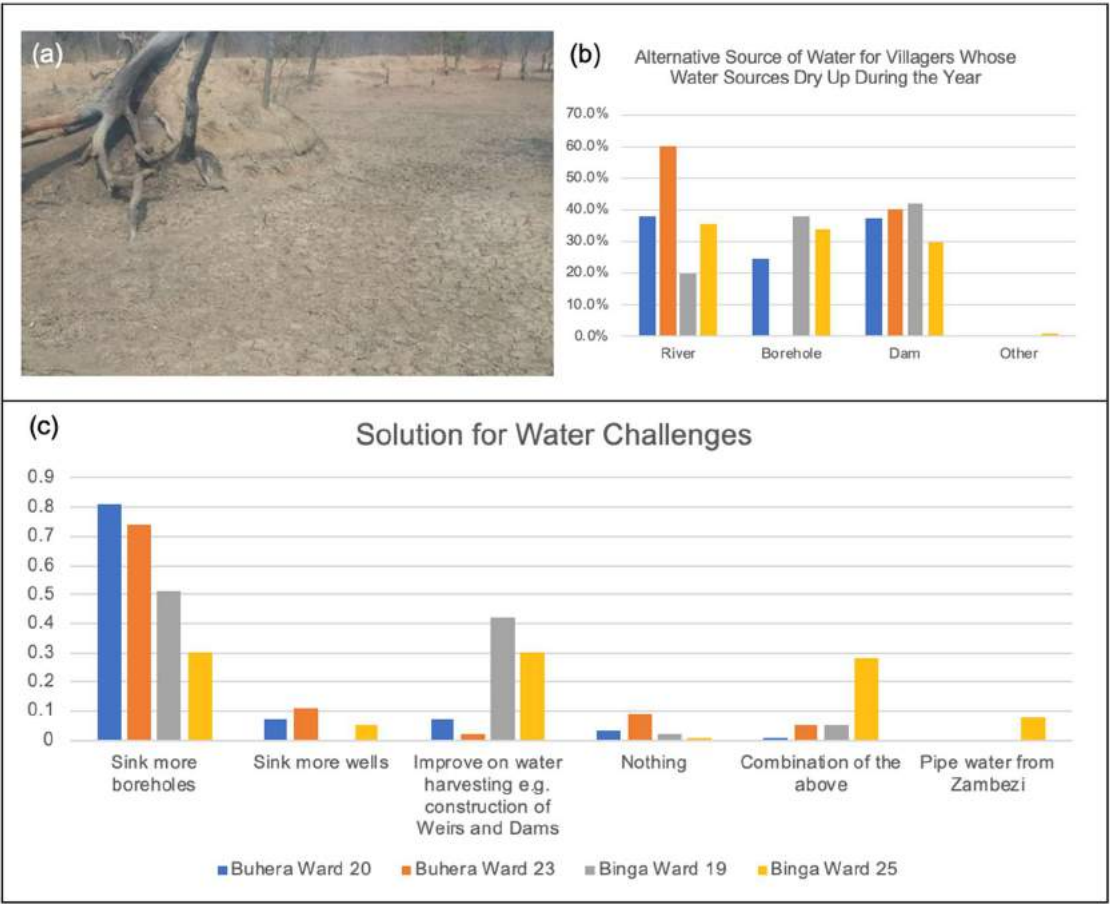 (a)
(b)
Alternative Source of Water for Villagers Whose
Water Sources Dry Up During the Year
70.0%
60.0%
50.0%
40.0%
30.0%
20.0%
10.0%
0.0%
River Borehole Dam Other
(c)
Solution for Water Challenges
0.9
0.8
0.7
0.6
0.5
0.4
0.3
0.2
0.1
0
Sink more
boreholes
Sink more wells
Improve on water
harvesting e.g.
construction of
Weirs and Dams
Nothing
Combination of the
above
Pipe water from
Zambezi
Buhera Ward 20 Buhera Ward 23 Binga Ward 19 Binga Ward 25